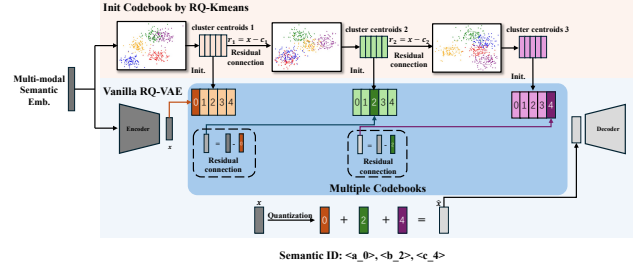 Init Codebook by RQ-Kmeans
cluster centroids 1
cluster centroids 2
cluster centroids 3
r₁ = x − c₁
Residual
connection
r₂ = x − c₂
Residual
connection
Init.
Init.
Init.
Multi-modal
Semantic
Emb.
Vanilla RQ-VAE
0 1 2 3 4
0 1 2 3 4
0 1 2 3 4
Encoder
x
Decoder
= - 0
Residual
connection
= -
Residual
connection
Multiple Codebooks
x
Quantization
0 + 2 + 4 =
x̂
Semantic ID: <a_0>, <b_2>, <c_4>